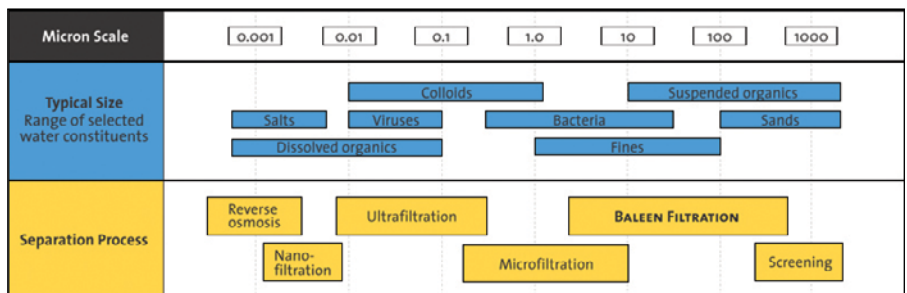 Micron Scale
0.001 0.01 0.1 1.0 10 100 1000
Typical Size
Range of selected
water constituents
Colloids Suspended organics
Salts Viruses Bacteria Sands
Dissolved organics Fines
Separation Process
Reverse
osmosis
Ultrafiltration
BALEEN FILTRATION
Nano-
filtration
Microfiltration
Screening